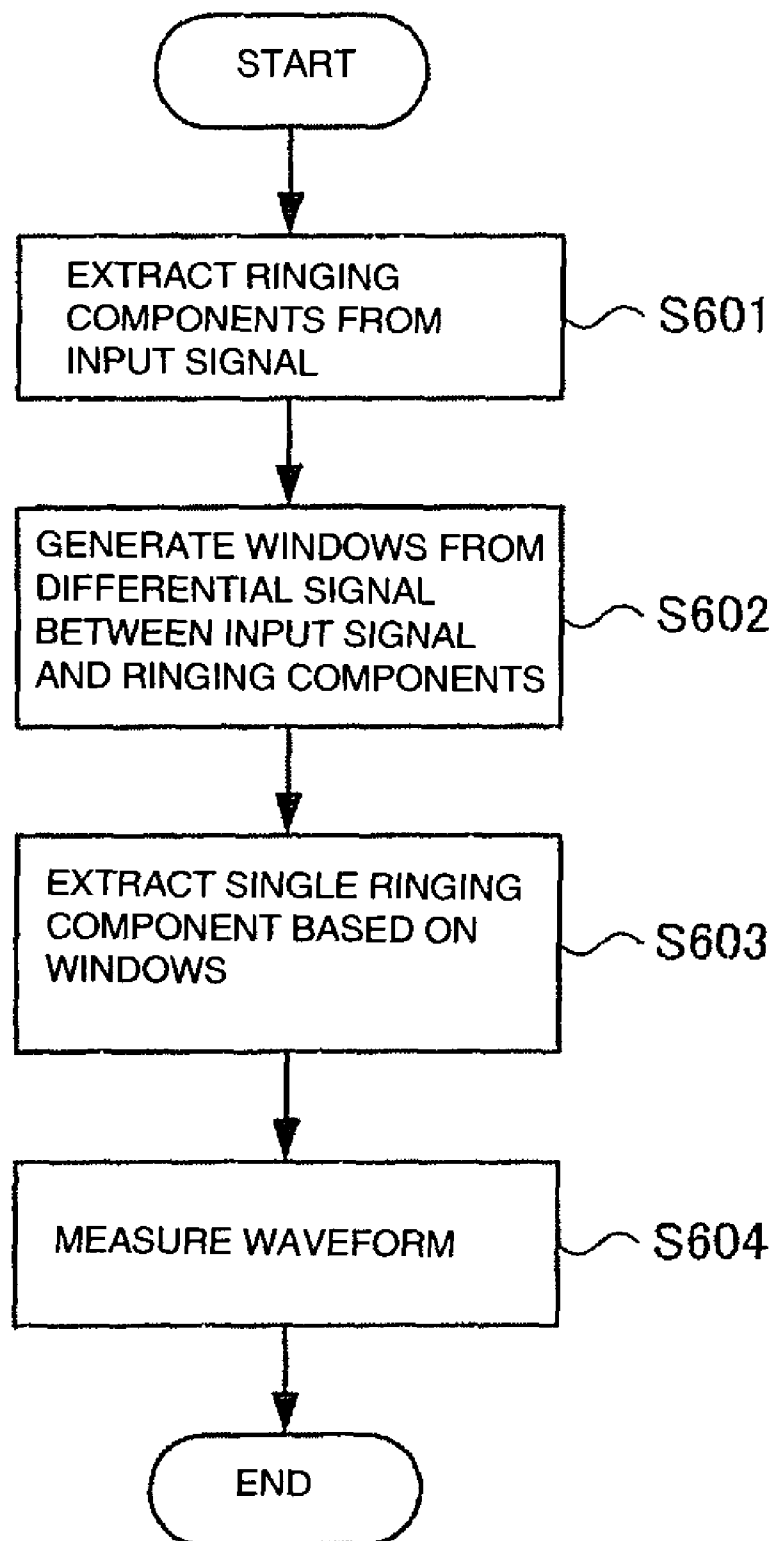 START
EXTRACT RINGING
COMPONENTS FROM
INPUT SIGNAL
S601
GENERATE WINDOWS FROM
DIFFERENTIAL SIGNAL
BETWEEN INPUT SIGNAL
AND RINGING COMPONENTS
S602
EXTRACT SINGLE RINGING
COMPONENT BASED ON
WINDOWS
S603
MEASURE WAVEFORM
S604
END